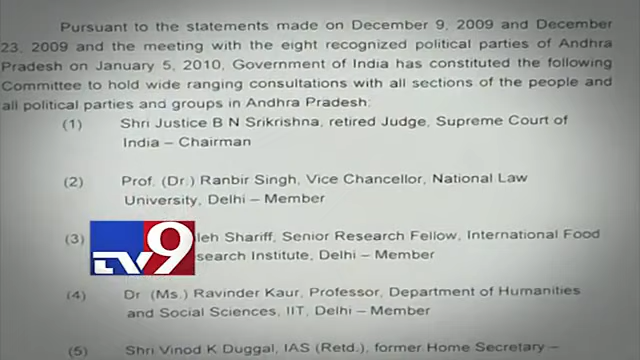 Pursuant to the statements made on December 9, 2009 and December
23, 2009 and the meeting with the eight recognized political parties of Andhra
Pradesh on January 5, 2010, Government of India has constituted the following
Committee to hold wide ranging consultations with all sections of the people and
all political parties and groups in Andhra Pradesh:
(1) Shri Justice B N Srikrishna, retired Judge, Supreme Court of
India – Chairman
(2) Prof. (Dr.) Ranbir Singh, Vice Chancellor, National Law
University, Delhi – Member
(3) leh Shariff, Senior Research Fellow, International Food
search Institute, Delhi – Member
TV9
(4) Dr. (Ms.) Ravinder Kaur, Professor, Department of Humanities
and Social Sciences, IIT, Delhi – Member
(5) Shri Vinod K Duggal, IAS (Retd.), former Home Secretary –